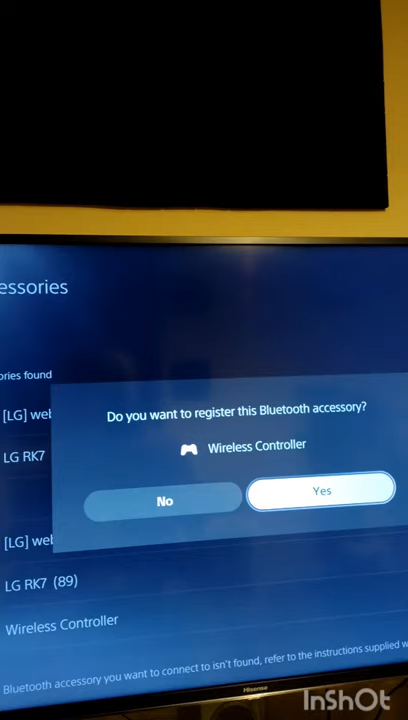 essories
ories found
[LG] web
LG RK7
Do you want to register this Bluetooth accessory?
Wireless Controller
No
Yes
[LG] web
LG RK7 (89)
Wireless Controller
Bluetooth accessory you want to connect to isn't found, refer to the instructions supplied w
Hisense
InShOt